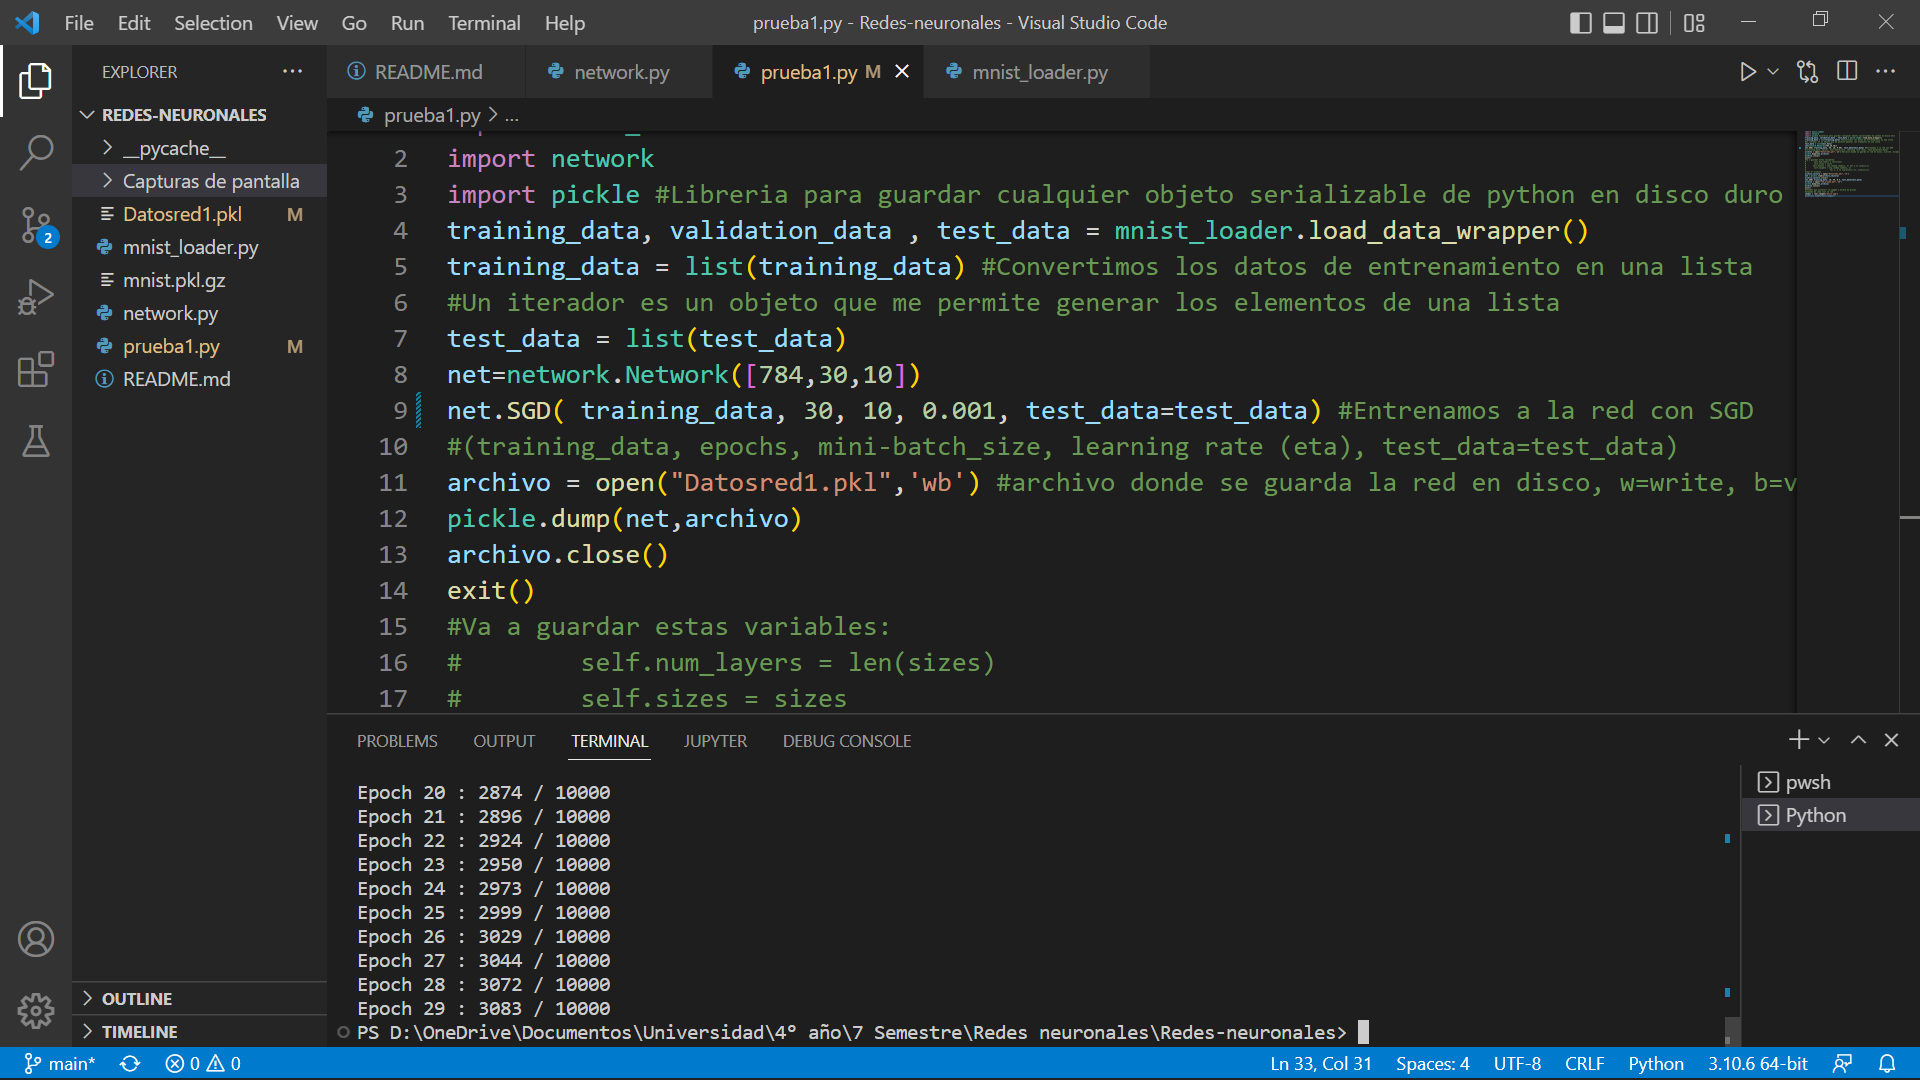 File Edit Selection View Go Run Terminal Help
prueba1.py - Redes-neuronales - Visual Studio Code
EXPLORER
README.md
network.py
prueba1.py M
mnist_loader.py
REDES-NEURONALES
__pycache__
Capturas de pantalla
Datosred1.pkl M
mnist_loader.py
mnist.pkl.gz
network.py
prueba1.py M
README.md
2
OUTLINE
TIMELINE
prueba1.py > ...
2 import network
3 import pickle #Libreria para guardar cualquier objeto serializable de python en disco duro
4 training_data, validation_data , test_data = mnist_loader.load_data_wrapper()
5 training_data = list(training_data) #Convertimos los datos de entrenamiento en una lista
6 #Un iterador es un objeto que me permite generar los elementos de una lista
7 test_data = list(test_data)
8 net=network.Network([784,30,10])
9 net.SGD( training_data, 30, 10, 0.001, test_data=test_data) #Entrenamos a la red con SGD
10 #(training_data, epochs, mini-batch_size, learning rate (eta), test_data=test_data)
11 archivo = open("Datosred1.pkl",'wb') #archivo donde se guarda la red en disco, w=write, b=v
12 pickle.dump(net,archivo)
13 archivo.close()
14 exit()
15 #Va a guardar estas variables:
16 # self.num_layers = len(sizes)
17 # self.sizes = sizes
PROBLEMS OUTPUT TERMINAL JUPYTER DEBUG CONSOLE
Epoch 20 : 2874 / 10000
Epoch 21 : 2896 / 10000
Epoch 22 : 2924 / 10000
Epoch 23 : 2950 / 10000
Epoch 24 : 2973 / 10000
Epoch 25 : 2999 / 10000
Epoch 26 : 3029 / 10000
Epoch 27 : 3044 / 10000
Epoch 28 : 3072 / 10000
Epoch 29 : 3083 / 10000
PS D:\OneDrive\Documentos\Universidad\4º año\7 Semestre\Redes neuronales\Redes-neuronales>
pwsh
Python
main* 0 0
Ln 33, Col 31 Spaces: 4 UTF-8 CRLF Python 3.10.6 64-bit